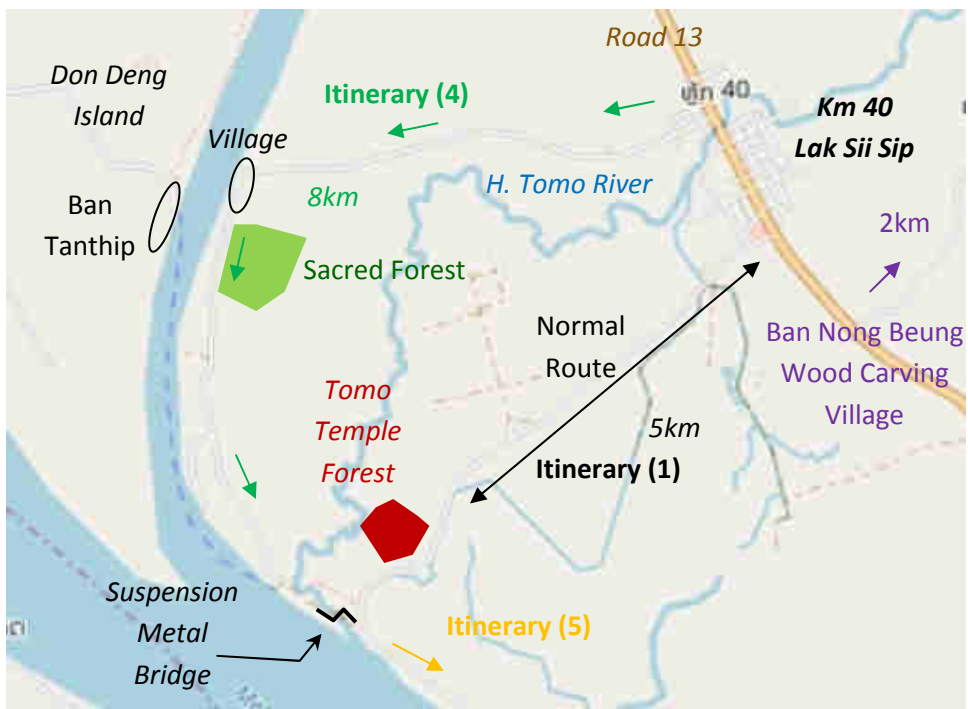 Road 13
Don Deng
Island
Itinerary (4)
ຫຼັກ 40
Km 40
Lak Sii Sip
Village
H. Tomo River
8km
Ban
Tanthip
2km
Sacred Forest
Normal
Route
Ban Nong Beung
Wood Carving
Village
Tomo
Temple
Forest
5km
Itinerary (1)
Suspension
Metal
Bridge
Itinerary (5)